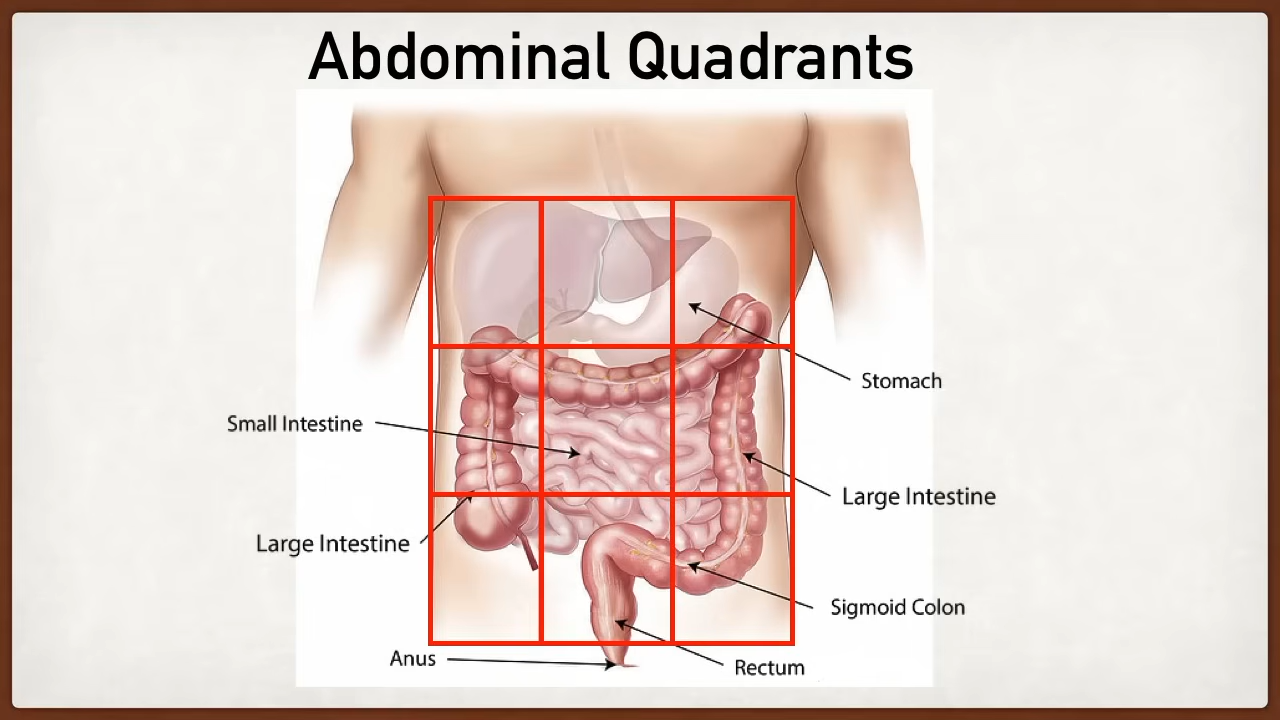 Abdominal Quadrants
Stomach
Small Intestine
Large Intestine
Large Intestine
Sigmoid Colon
Anus
Rectum